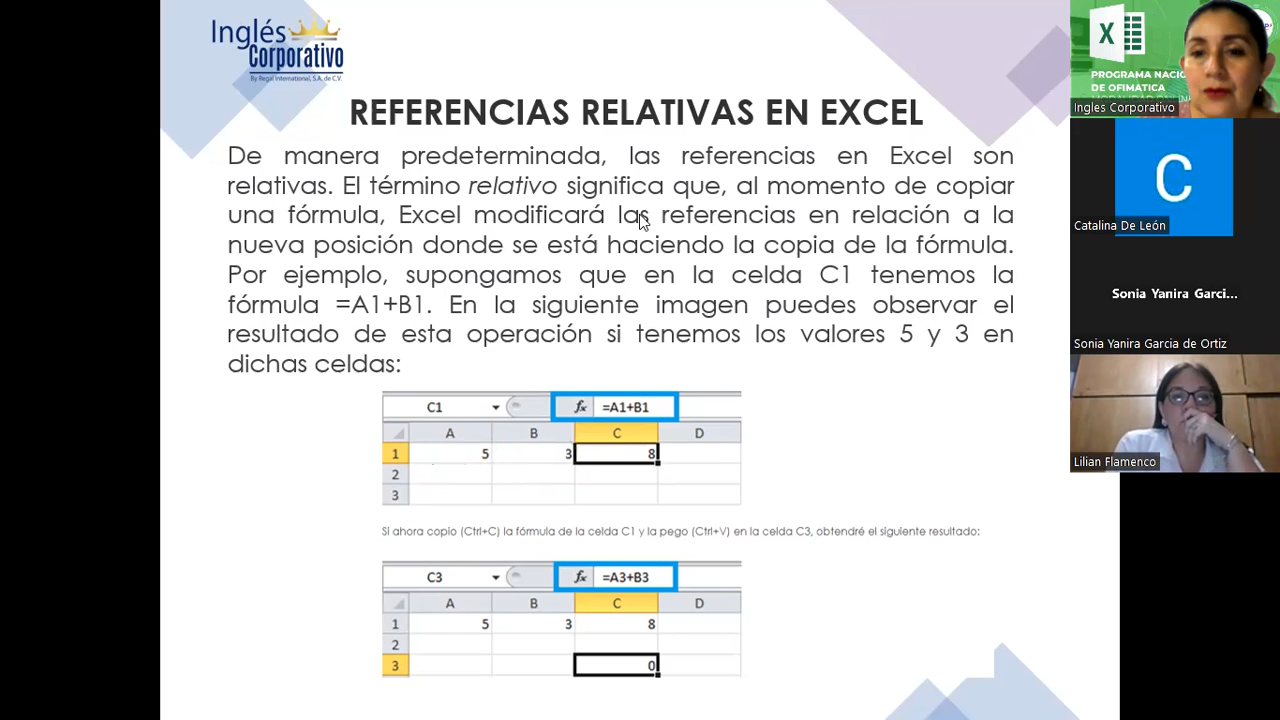 Inglés
Corporativo
By Regal International, S.A. de C.V.
REFERENCIAS RELATIVAS EN EXCEL
De manera predeterminada, las referencias en Excel son
relativas. El término relativo significa que, al momento de copiar
una fórmula, Excel modificará las referencias en relación a la
nueva posición donde se está haciendo la copia de la fórmula.
Por ejemplo, supongamos que en la celda C1 tenemos la
fórmula =A1+B1. En la siguiente imagen puedes observar el
resultado de esta operación si tenemos los valores 5 y 3 en
dichas celdas:
C1 fx =A1+B1
A B C D
1 5 3 8
2
3
Si ahora copio (Ctrl+C) la fórmula de la celda C1 y la pego (Ctrl+V) en la celda C3, obtendré el siguiente resultado:
C3 fx =A3+B3
A B C D
1 5 3 8
2
3 0
X
PROGRAMA NACI
DE OFIMÁTICA
Ingles Corporativo
C
Catalina De León
Sonia Yanira Garci...
Sonia Yanira Garcia de Ortiz
Lilian Flamenco